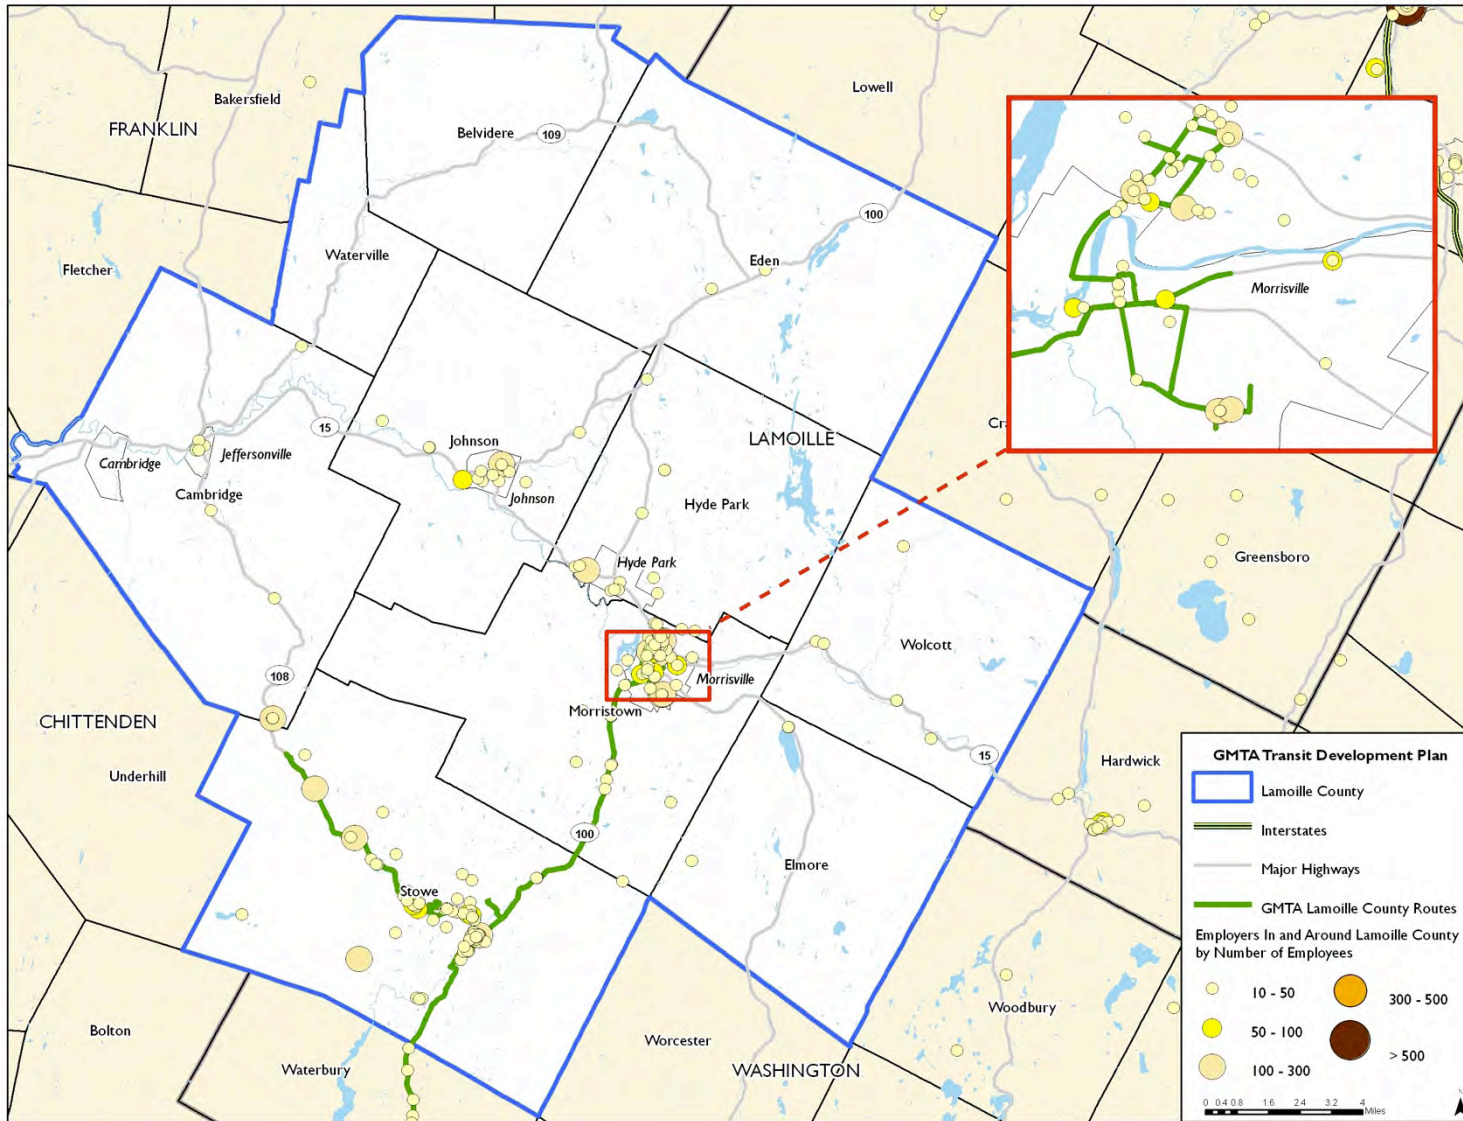 Bakersfield
FRANKLIN
Lowell
Belvidere
109
100
Waterville
Fletcher
Eden
Morrisville
15
Johnson
LAMOILLE
Cambridge
Jeffersonville
Cambridge
Johnson
Hyde Park
Greensboro
Hyde Park
Wolcott
108
Morrisville
CHITTENDEN
Morristown
Underhill
15
Hardwick
100
Elmore
Stowe
Woodbury
Bolton
Worcester
Waterbury
WASHINGTON
GMTA Transit Development Plan
Lamoille County
Interstates
Major Highways
GMTA Lamoille County Routes
Employers In and Around Lamoille County
by Number of Employees
10 - 50
300 - 500
50 - 100
> 500
100 - 300
0 0.4 0.8 1.6 2.4 3.2 4
Miles